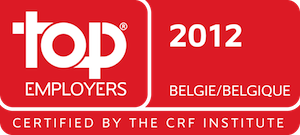 top®
EMPLOYERS
2012
BELGIE/BELGIQUE
CERTIFIED BY THE CRF INSTITUTE